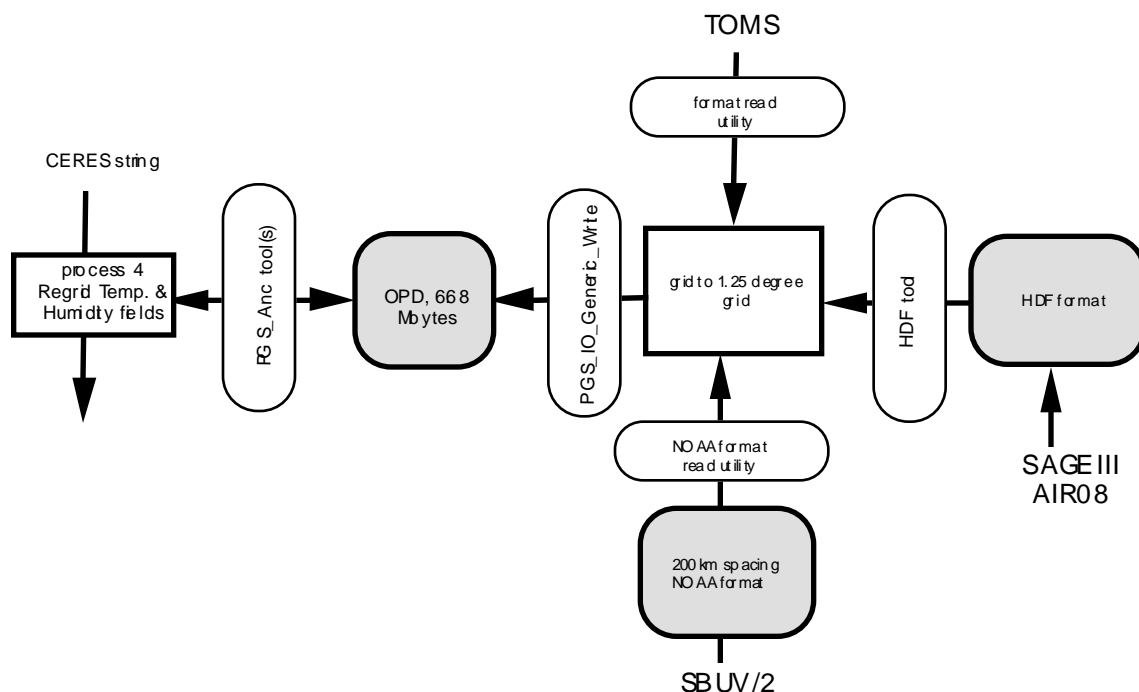 TOMS
format read
utility
CERES string
process 4
Regrid Temp. &
Humidity fields
PGS_Anc tool(s)
OPD, 668
Mbytes
PGS_IO_Generic_Write
grid to 1.25 degree
grid
HDF tool
HDF format
NOAA format
read utility
SAGE III
AIR08
200 km spacing
NOAA format
SBUV/2